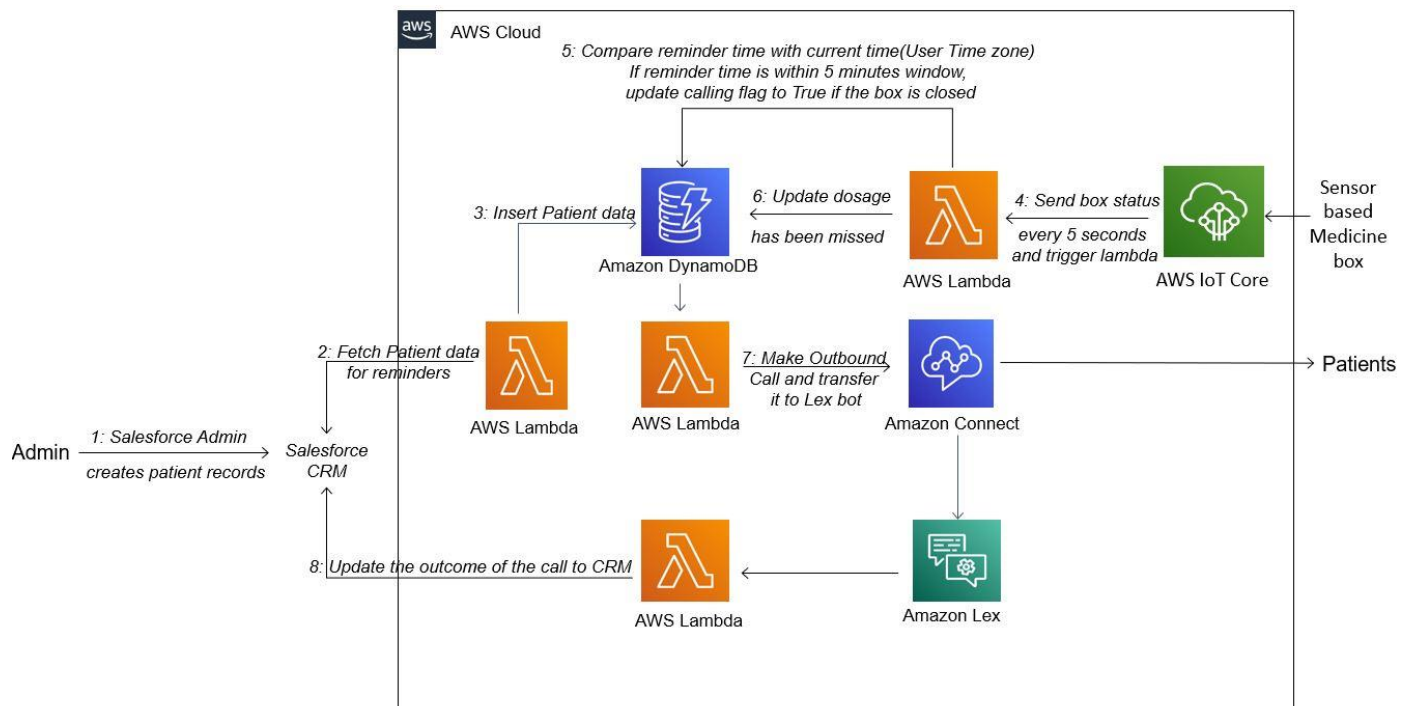 aws
AWS Cloud
5: Compare reminder time with current time(User Time zone)
If reminder time is within 5 minutes window,
update calling flag to True if the box is closed
3: Insert Patient data
Amazon DynamoDB
6: Update dosage
has been missed
AWS Lambda
4: Send box status
every 5 seconds
and trigger lambda
AWS IoT Core
Sensor
based
Medicine
box
2: Fetch Patient data
for reminders
AWS Lambda
AWS Lambda
7: Make Outbound
Call and transfer
it to Lex bot
Amazon Connect
Patients
Admin
1: Salesforce Admin
creates patient records
Salesforce
CRM
8: Update the outcome of the call to CRM
AWS Lambda
Amazon Lex